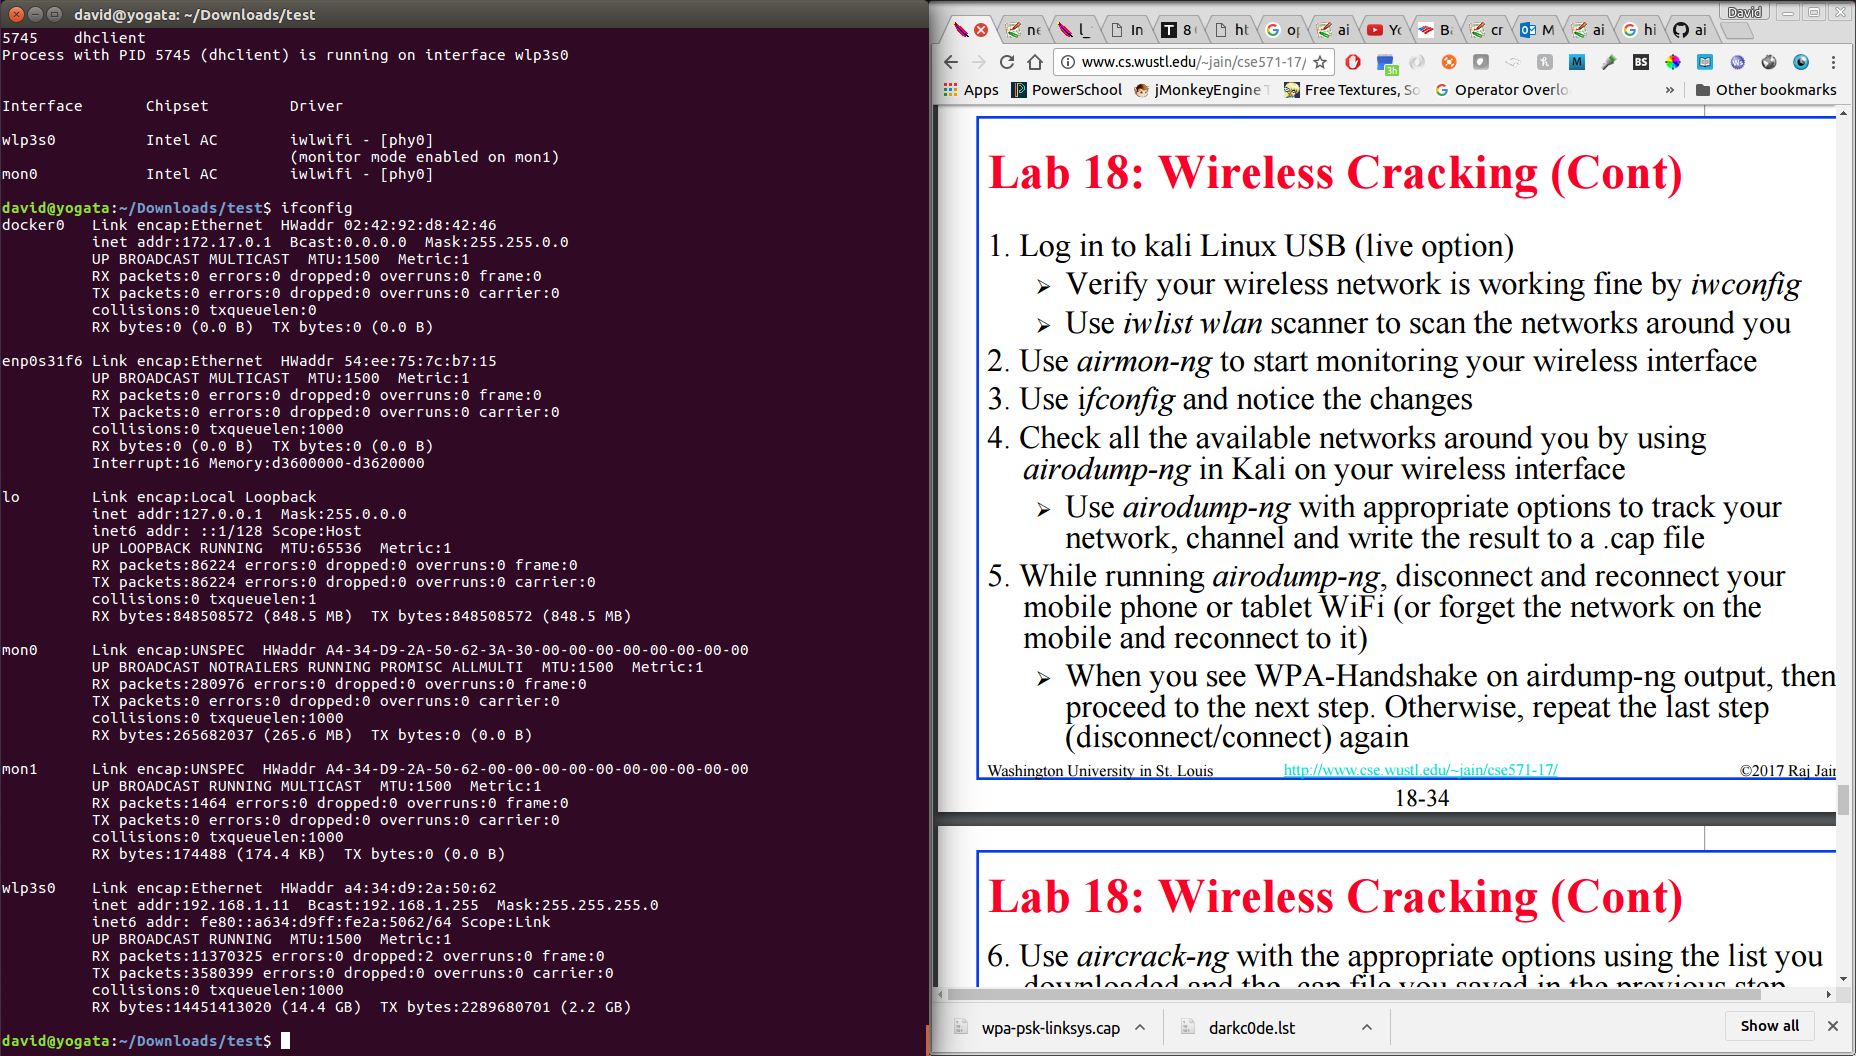 david@yogata: ~/Downloads/test
5745    dhclient
Process with PID 5745 (dhclient) is running on interface wlp3s0
Interface       Chipset         Driver
wlp3s0          Intel AC        iwlwifi - [phy0]
                                (monitor mode enabled on mon1)
mon0            Intel AC        iwlwifi - [phy0]
david@yogata:~/Downloads/test$ ifconfig
docker0   Link encap:Ethernet  HWaddr 02:42:92:d8:42:46
          inet addr:172.17.0.1  Bcast:0.0.0.0  Mask:255.255.0.0
          UP BROADCAST MULTICAST  MTU:1500  Metric:1
          RX packets:0 errors:0 dropped:0 overruns:0 frame:0
          TX packets:0 errors:0 dropped:0 overruns:0 carrier:0
          collisions:0 txqueuelen:0
          RX bytes:0 (0.0 B)  TX bytes:0 (0.0 B)
enp0s31f6 Link encap:Ethernet  HWaddr 54:ee:75:7c:b7:15
          UP BROADCAST MULTICAST  MTU:1500  Metric:1
          RX packets:0 errors:0 dropped:0 overruns:0 frame:0
          TX packets:0 errors:0 dropped:0 overruns:0 carrier:0
          collisions:0 txqueuelen:1000
          RX bytes:0 (0.0 B)  TX bytes:0 (0.0 B)
          Interrupt:16 Memory:d3600000-d3620000
lo        Link encap:Local Loopback
          inet addr:127.0.0.1  Mask:255.0.0.0
          inet6 addr: ::1/128 Scope:Host
          UP LOOPBACK RUNNING  MTU:65536  Metric:1
          RX packets:86224 errors:0 dropped:0 overruns:0 frame:0
          TX packets:86224 errors:0 dropped:0 overruns:0 carrier:0
          collisions:0 txqueuelen:1
          RX bytes:848508572 (848.5 MB)  TX bytes:848508572 (848.5 MB)
mon0      Link encap:UNSPEC  HWaddr A4-34-D9-2A-50-62-3A-30-00-00-00-00-00-00-00-00
          UP BROADCAST NOTRAILERS RUNNING PROMISC ALLMULTI  MTU:1500  Metric:1
          RX packets:280976 errors:0 dropped:0 overruns:0 frame:0
          TX packets:0 errors:0 dropped:0 overruns:0 carrier:0
          collisions:0 txqueuelen:1000
          RX bytes:265682037 (265.6 MB)  TX bytes:0 (0.0 B)
mon1      Link encap:UNSPEC  HWaddr A4-34-D9-2A-50-62-00-00-00-00-00-00-00-00-00-00
          UP BROADCAST RUNNING MULTICAST  MTU:1500  Metric:1
          RX packets:1464 errors:0 dropped:0 overruns:0 frame:0
          TX packets:0 errors:0 dropped:0 overruns:0 carrier:0
          collisions:0 txqueuelen:1000
          RX bytes:174488 (174.4 KB)  TX bytes:0 (0.0 B)
wlp3s0    Link encap:Ethernet  HWaddr a4:34:d9:2a:50:62
          inet addr:192.168.1.11  Bcast:192.168.1.255  Mask:255.255.255.0
          inet6 addr: fe80::a634:d9ff:fe2a:5062/64 Scope:Link
          UP BROADCAST RUNNING  MTU:1500  Metric:1
          RX packets:11370325 errors:0 dropped:2 overruns:0 frame:0
          TX packets:3580399 errors:0 dropped:0 overruns:0 carrier:0
          collisions:0 txqueuelen:1000
          RX bytes:14451413020 (14.4 GB)  TX bytes:2289680701 (2.2 GB)
david@yogata:~/Downloads/test$
David
ne l_ In 8 ht op ai Yo Ba cr M ai hi ai
www.cs.wustl.edu/~jain/cse571-17/
3h
BS
Apps PowerSchool jMonkeyEngine Free Textures, So Operator Overlo » Other bookmarks
Lab 18: Wireless Cracking (Cont)
1. Log in to kali Linux USB (live option)
➢ Verify your wireless network is working fine by iwconfig
➢ Use iwlist wlan scanner to scan the networks around you
2. Use airmon-ng to start monitoring your wireless interface
3. Use ifconfig and notice the changes
4. Check all the available networks around you by using
airodump-ng in Kali on your wireless interface
➢ Use airodump-ng with appropriate options to track your
network, channel and write the result to a .cap file
5. While running airodump-ng, disconnect and reconnect your
mobile phone or tablet WiFi (or forget the network on the
mobile and reconnect to it)
➢ When you see WPA-Handshake on airdump-ng output, then
proceed to the next step. Otherwise, repeat the last step
(disconnect/connect) again
Washington University in St. Louis http://www.cse.wustl.edu/~jain/cse571-17/ ©2017 Raj Jain
18-34
Lab 18: Wireless Cracking (Cont)
6. Use aircrack-ng with the appropriate options using the list you
downloaded and the .cap file you saved in the previous step
wpa-psk-linksys.cap darkc0de.lst Show all